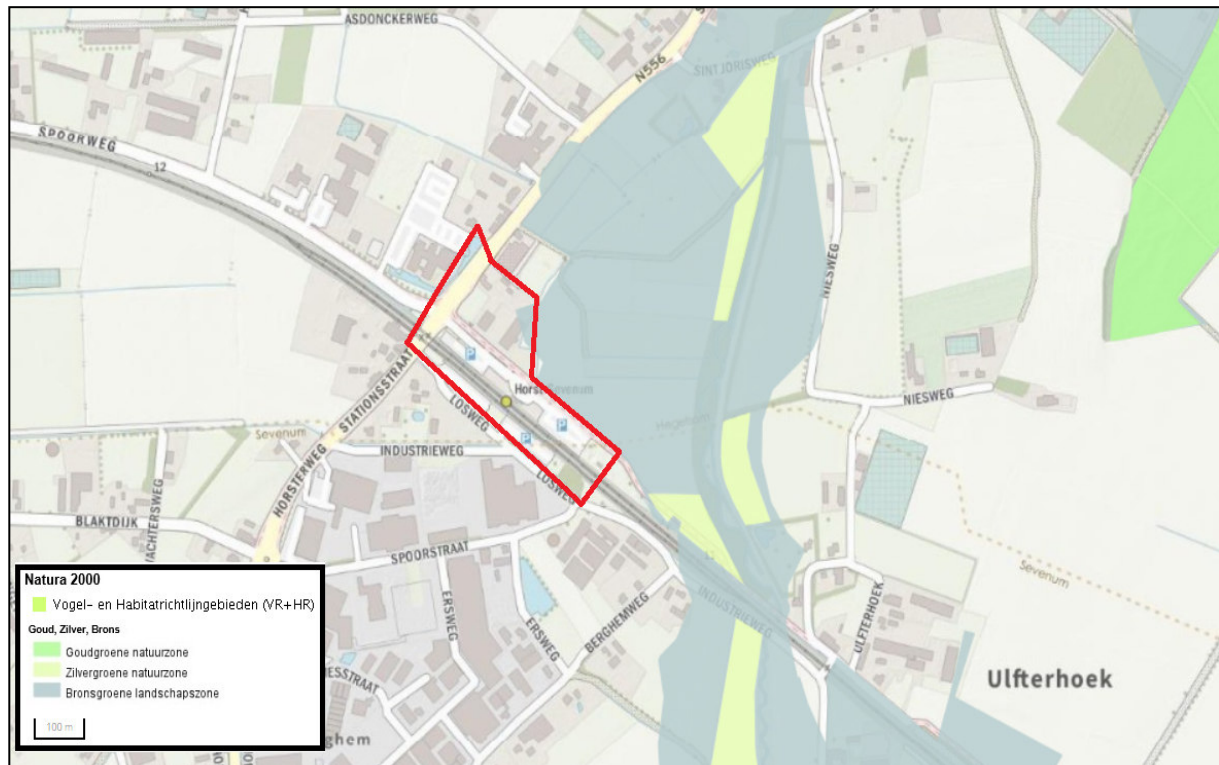 ASDONCKERWEG
N556
SINT JORISWEG
SPOORWEG
12
NIESWEG
Horst-Sevenum
P
P
P
STATIONSSTRAAT
LOSWEG
NIESWEG
Sevenum
INDUSTRIEWEG
HORSTERWEG
LOSWEG
BLAKTDIJK
SPOORSTRAAT
Sevenum
ERSWEG
ERSWEG
BERGHEMWEG
INDUSTRIEWEG
ULFTERHOEK
Ulfterhoek
Natura 2000
Vogel- en Habitatrichtlijngebieden (VR+HR)
Goud, Zilver, Brons
Goudgroene natuurzone
Zilvergroene natuurzone
Bronsgroene landschapszone
100 m
ESSTRAAT
ghem